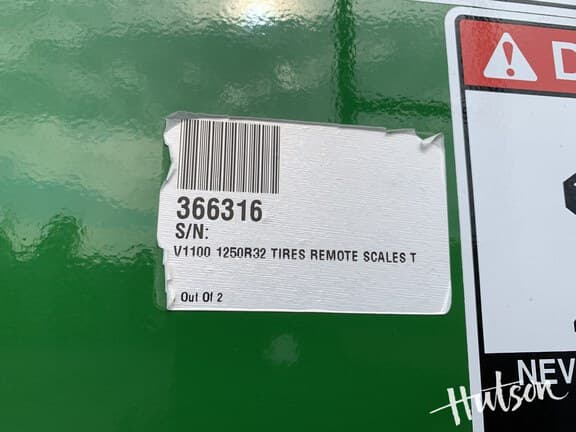 D
366316
S/N:
V1100 1250R32 TIRES REMOTE SCALES T
Out Of 2
NEV
Hutson